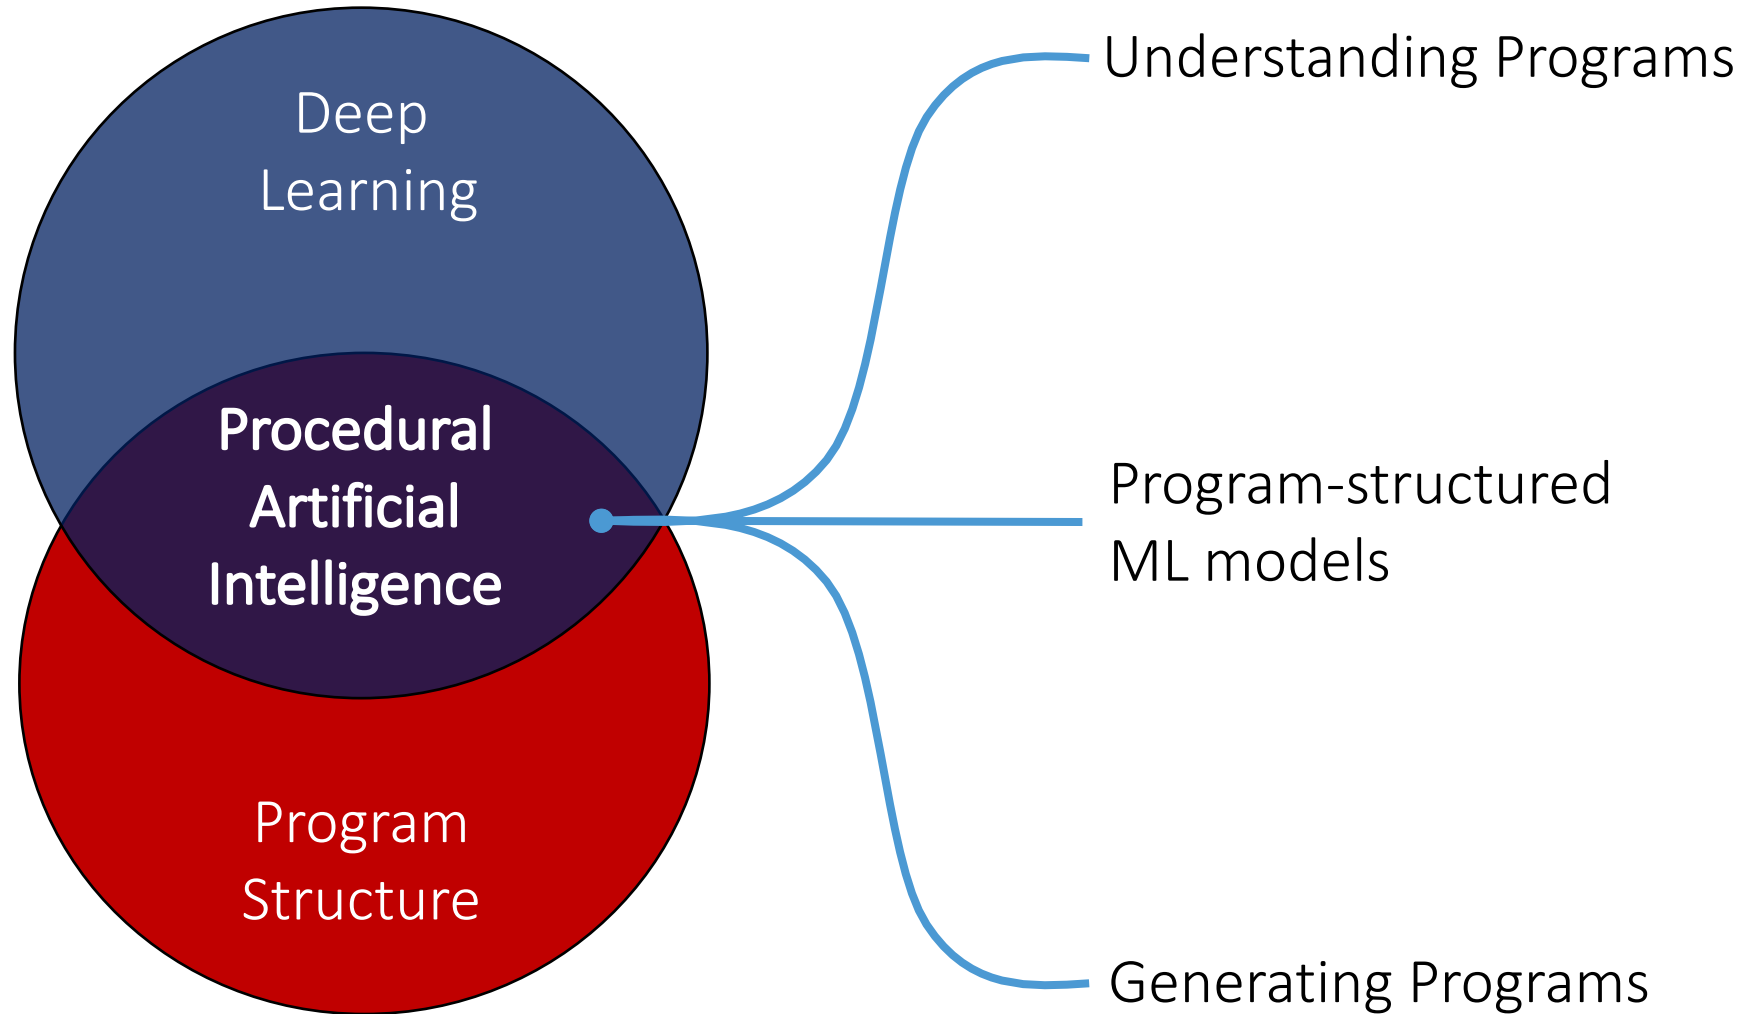 Deep
Learning
Procedural
Artificial
Intelligence
Program
Structure
Understanding Programs
Program-structured
ML models
Generating Programs